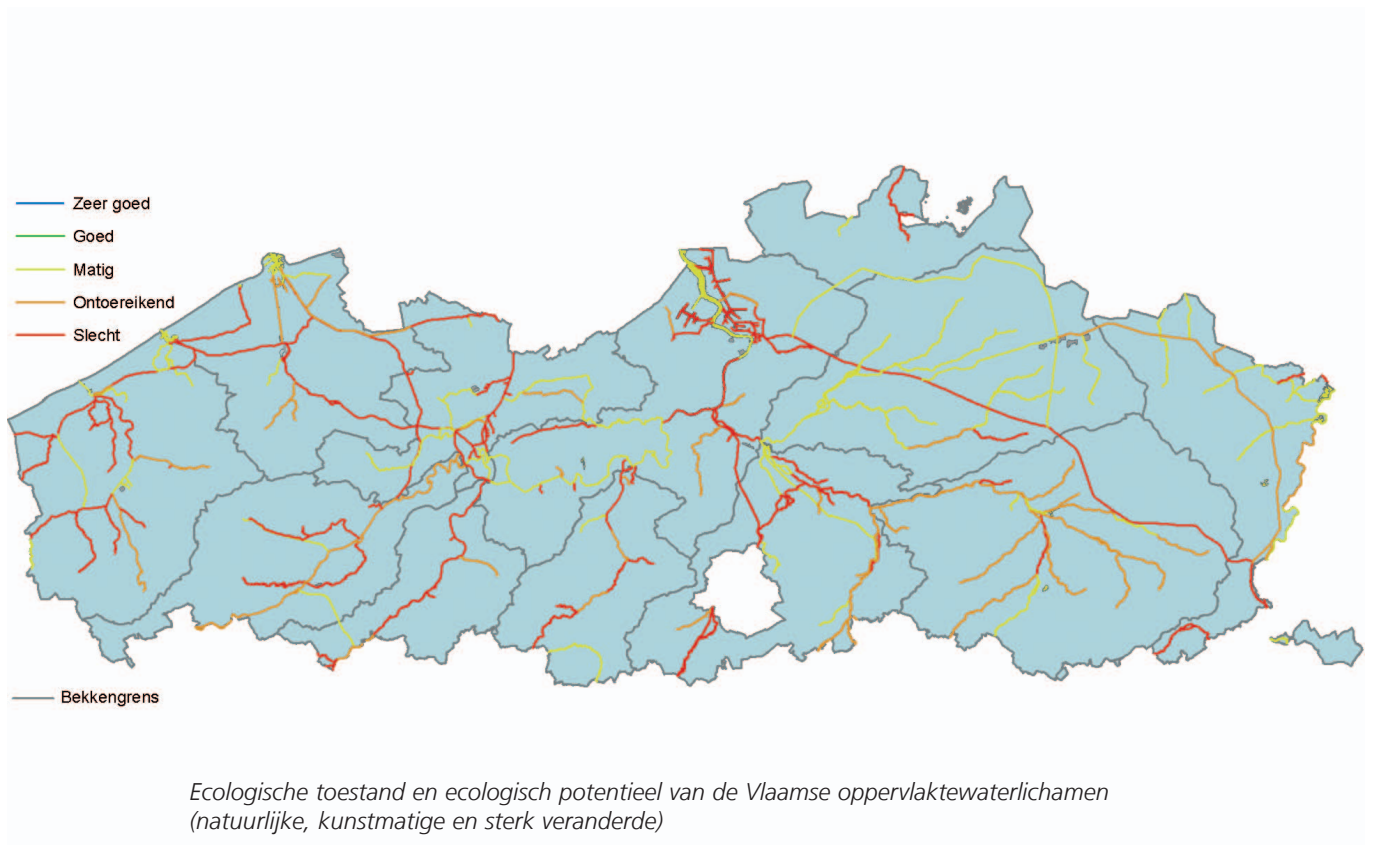 Zeer goed
Goed
Matig
Ontoereikend
Slecht
Bekkengrens
Ecologische toestand en ecologisch potentieel van de Vlaamse oppervlaktewaterlichamen
(natuurlijke, kunstmatige en sterk veranderde)